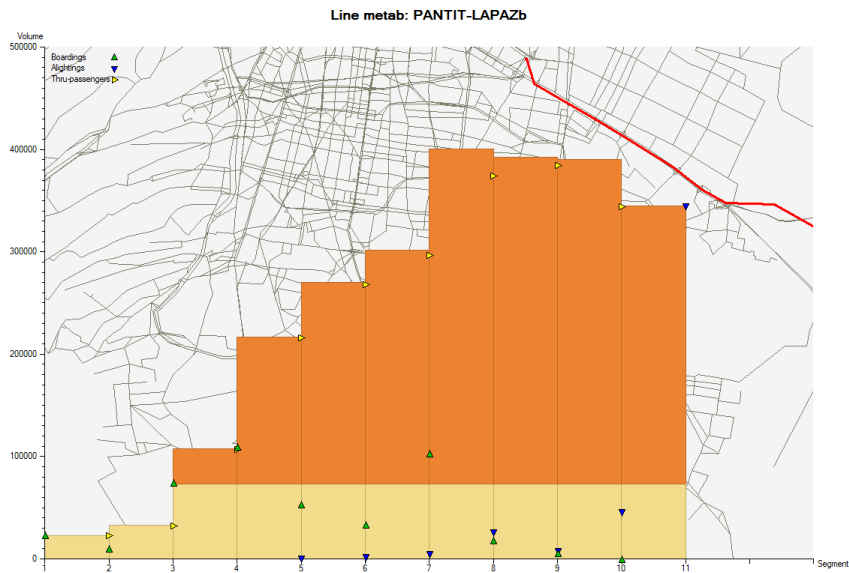 Line metab: PANTIT-LAPAZb
Volume
500000
Boardings
Alightings
Thru-passengers
400000
300000
200000
100000
0
1 2 3 4 5 6 7 8 9 10 11
Segment